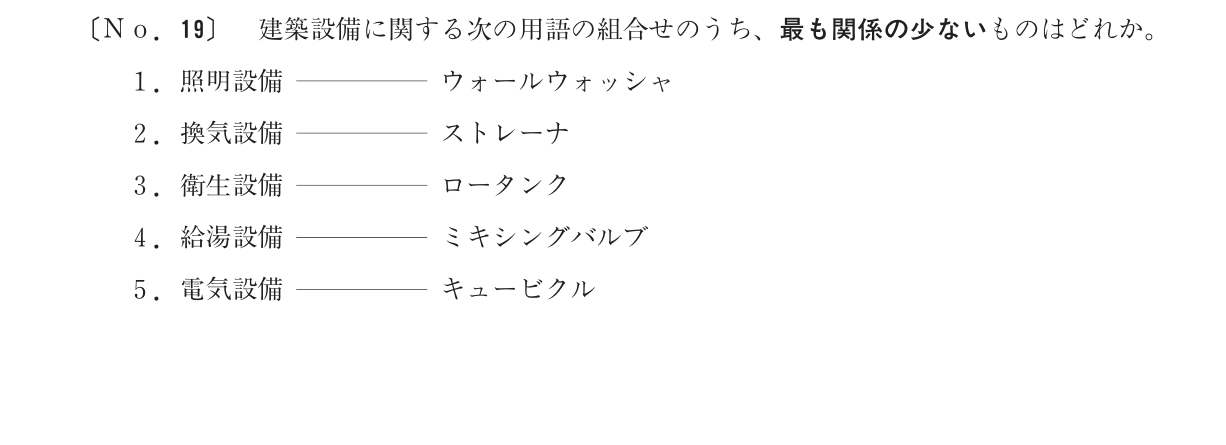 〔Ｎｏ．19〕　建築設備に関する次の用語の組合せのうち、最も関係の少ないものはどれか。
１．照明設備 ―――――― ウォールウォッシャ
２．換気設備 ―――――― ストレーナ
３．衛生設備 ―――――― ロータンク
４．給湯設備 ―――――― ミキシングバルブ
５．電気設備 ―――――― キュービクル